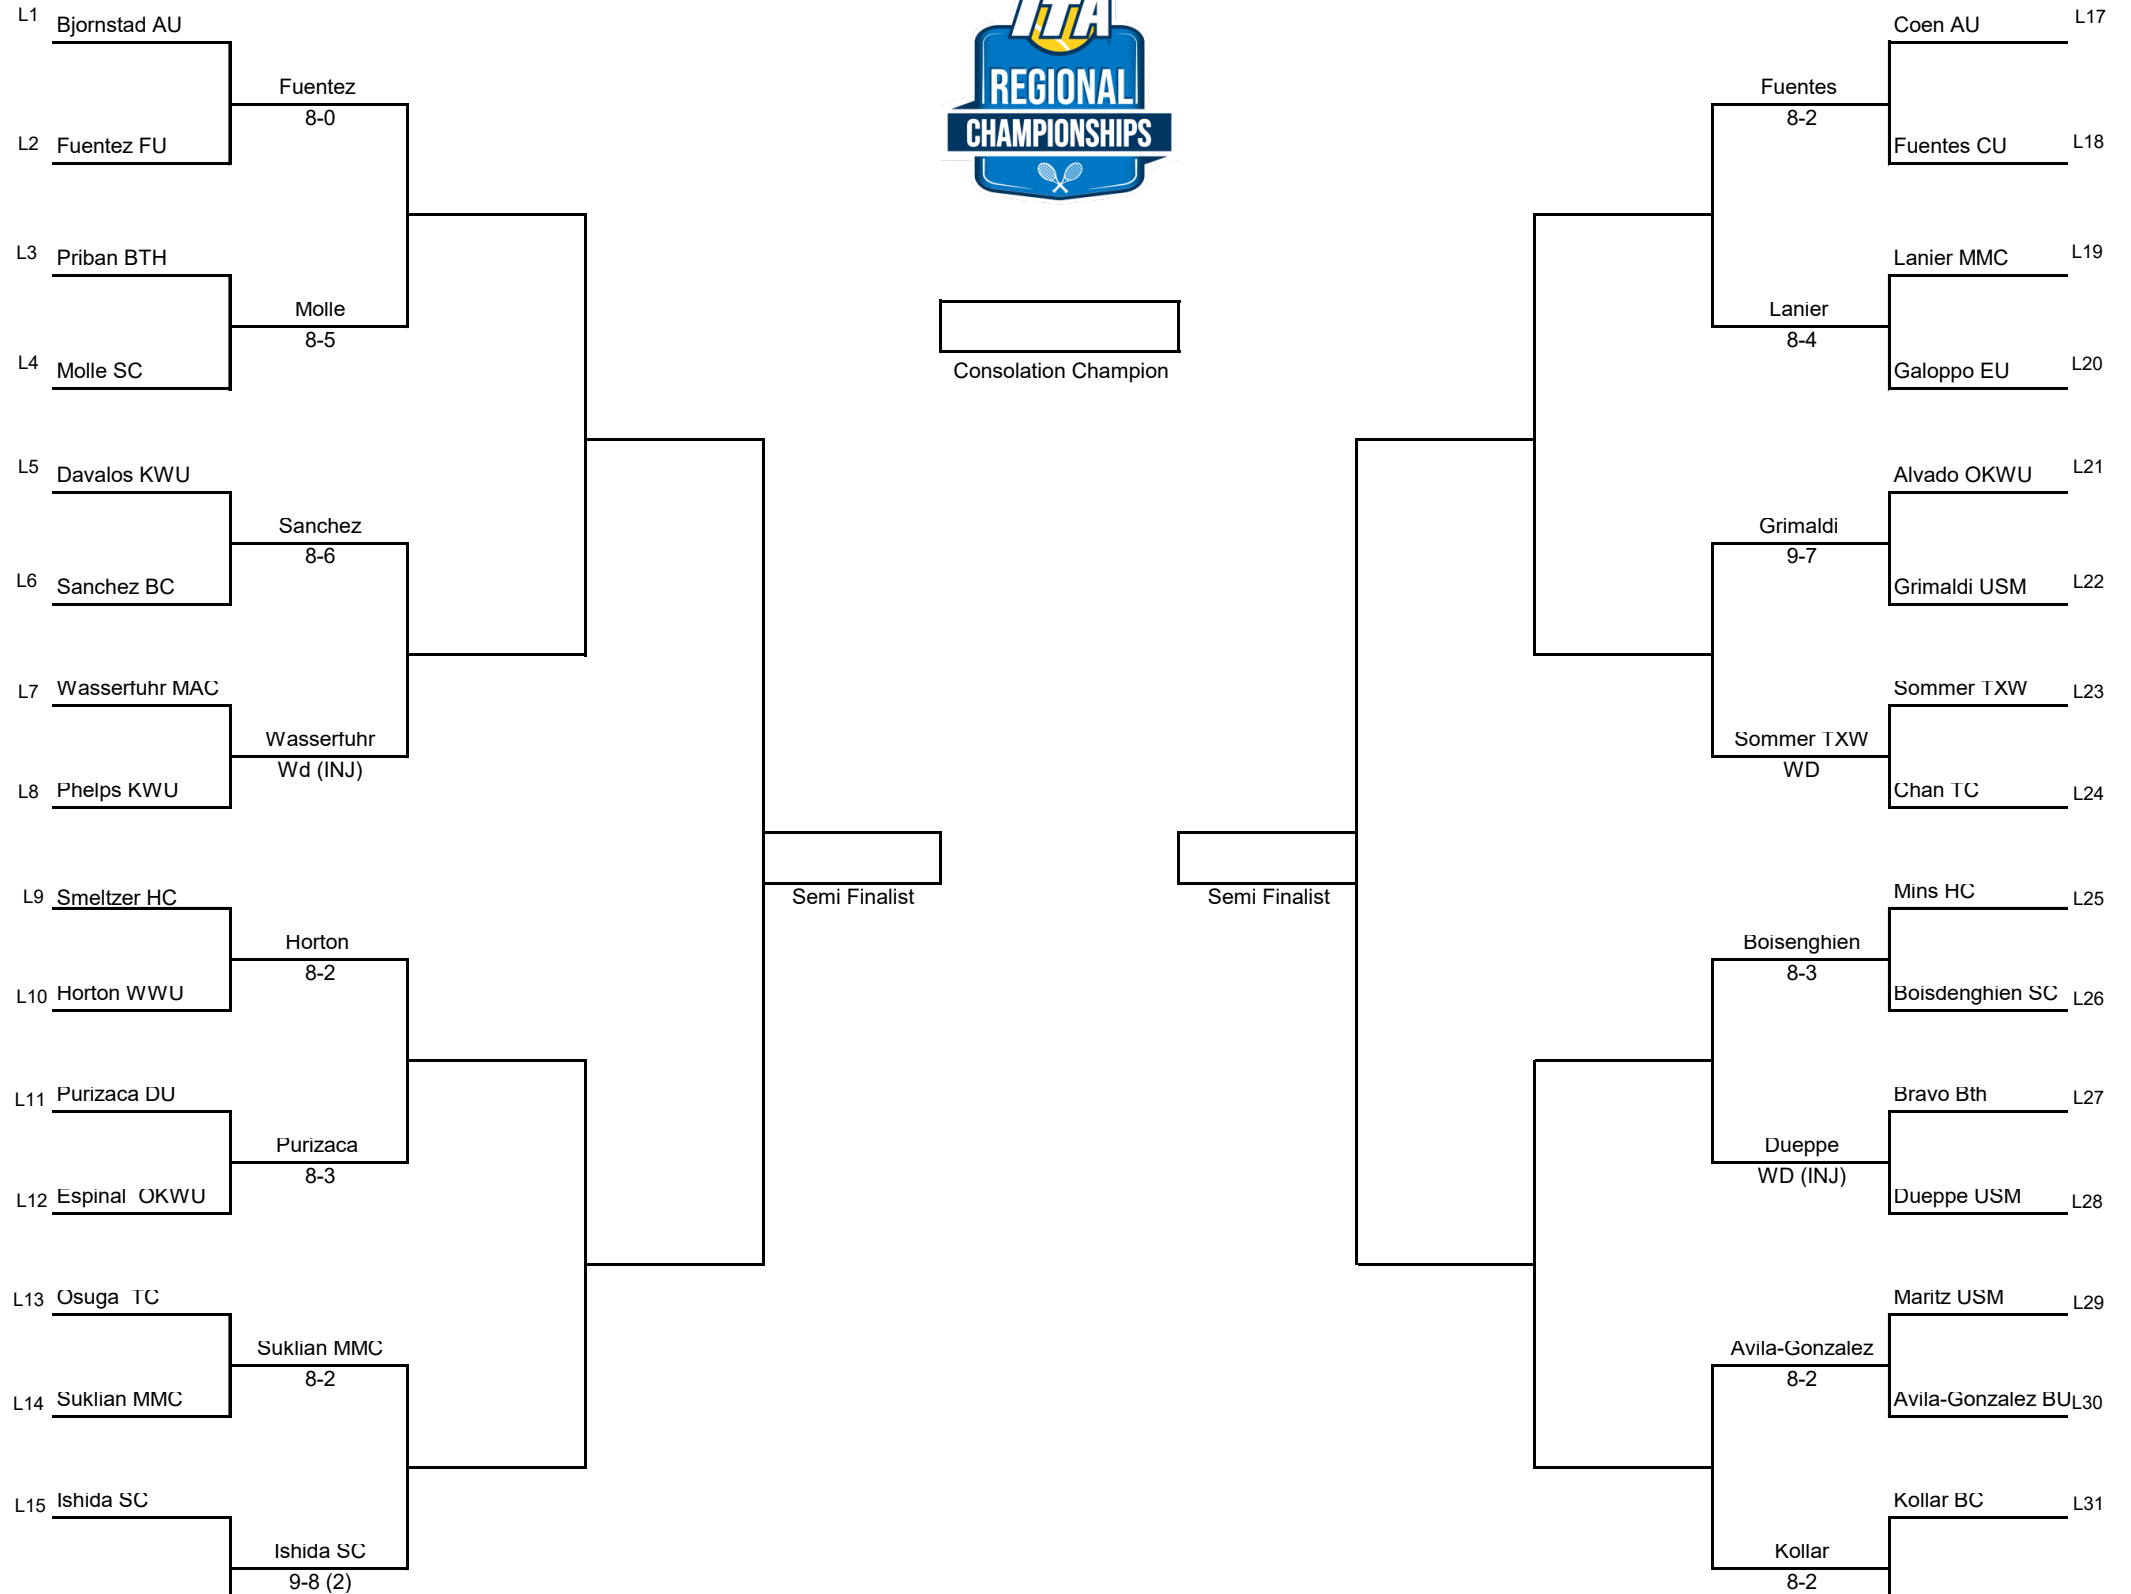 L1 Bjornstad AU
Fuentez
8-0
L2 Fuentez FU
L3 Priban BTH
Molle
8-5
L4 Molle SC
L5 Davalos KWU
Sanchez
8-6
L6 Sanchez BC
L7 Wasserfuhr MAC
Wasserfuhr
Wd (INJ)
L8 Phelps KWU
L9 Smeltzer HC
Horton
8-2
L10 Horton WWU
L11 Purizaca DU
Purizaca
8-3
L12 Espinal OKWU
L13 Osuga TC
Suklian MMC
8-2
L14 Suklian MMC
L15 Ishida SC
Ishida SC
9-8 (2)
ITA
REGIONAL
CHAMPIONSHIPS
Consolation Champion
Semi Finalist
Semi Finalist
Coen AU L17
Fuentes
8-2
Fuentes CU L18
Lanier MMC L19
Lanier
8-4
Galoppo EU L20
Alvado OKWU L21
Grimaldi
9-7
Grimaldi USM L22
Sommer TXW L23
Sommer TXW
WD
Chan TC L24
Mins HC L25
Boisenghien
8-3
Boisdenghien SC L26
Bravo Bth L27
Dueppe
WD (INJ)
Dueppe USM L28
Maritz USM L29
Avila-Gonzalez
8-2
Avila-Gonzalez BU L30
Kollar BC L31
Kollar
8-2